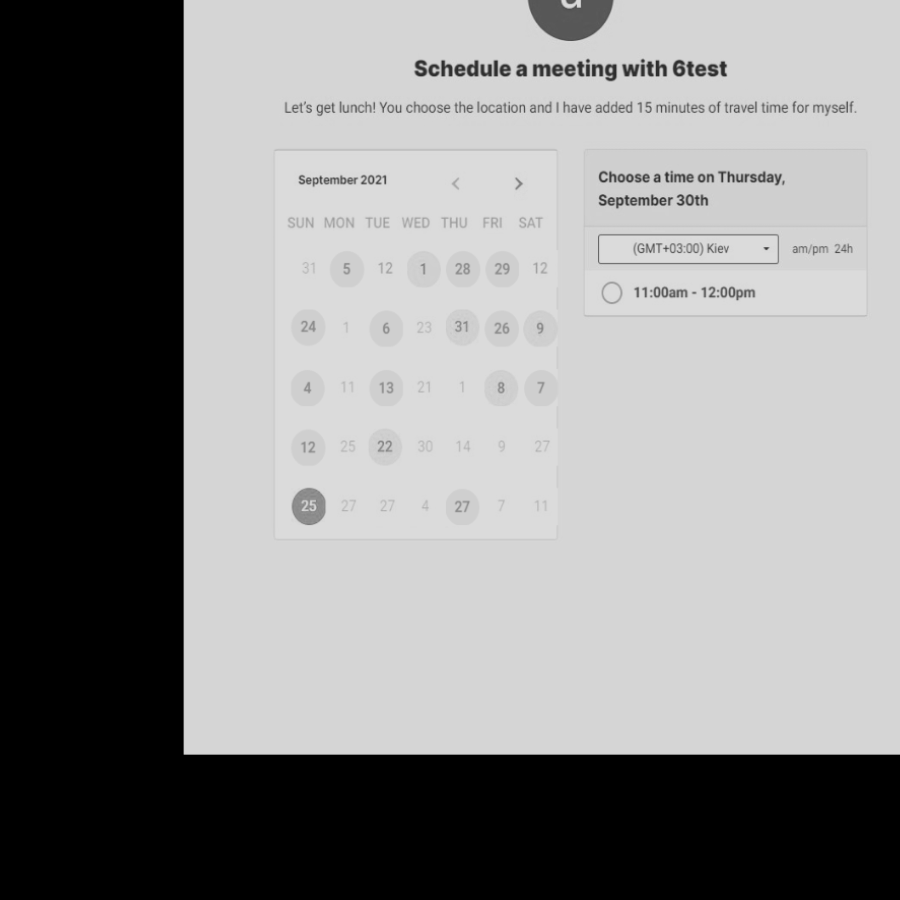 Schedule a meeting with 6test
Let's get lunch! You choose the location and I have added 15 minutes of travel time for myself.
September 2021
SUN MON TUE WED THU FRI SAT
31 5 12 1 28 29 12
24 1 6 23 31 26 9
4 11 13 21 1 8 7
12 25 22 30 14 9 27
25 27 27 4 27 7 11
Choose a time on Thursday,
September 30th
(GMT+03:00) Kiev am/pm 24h
11:00am - 12:00pm